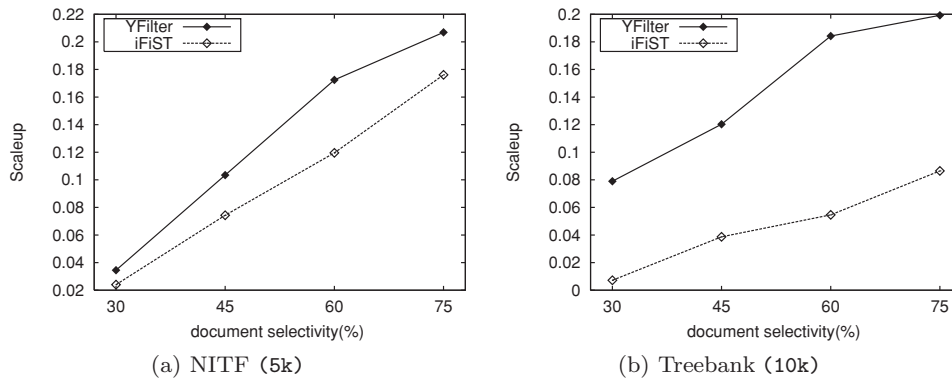 0.22
0.2
0.18
0.16
0.14
0.12
0.1
0.08
0.06
0.04
0.02
Scaleup
YFilter
iFiST
30 45 60 75
document selectivity(%)
(a) NITF (5k)
0.22
0.2
0.18
0.16
0.14
0.12
0.1
0.08
0.06
0.04
0.02
0
Scaleup
YFilter
iFiST
30 45 60 75
document selectivity(%)
(b) Treebank (10k)